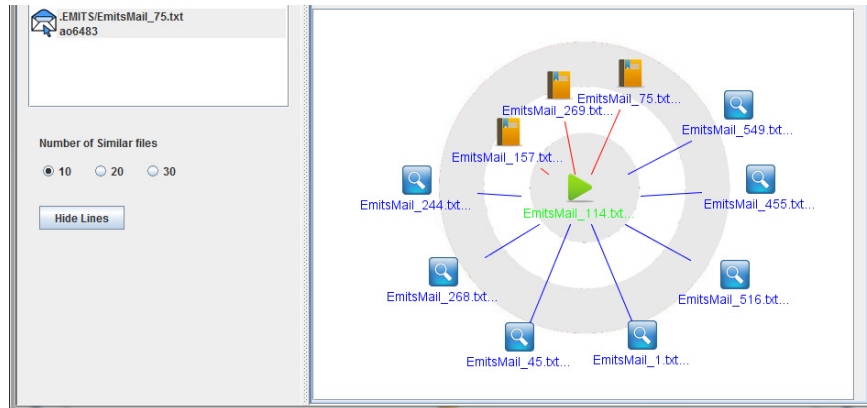 .EMITS/EmitsMail_75.txt
ao6483
Number of Similar files
10 20 30
Hide Lines
EmitsMail_75.txt...
EmitsMail_269.txt...
EmitsMail_549.txt...
EmitsMail_157.txt...
EmitsMail_244.txt...
EmitsMail_455.txt...
EmitsMail_114.txt...
EmitsMail_268.txt...
EmitsMail_516.txt...
EmitsMail_45.txt...
EmitsMail_1.txt...